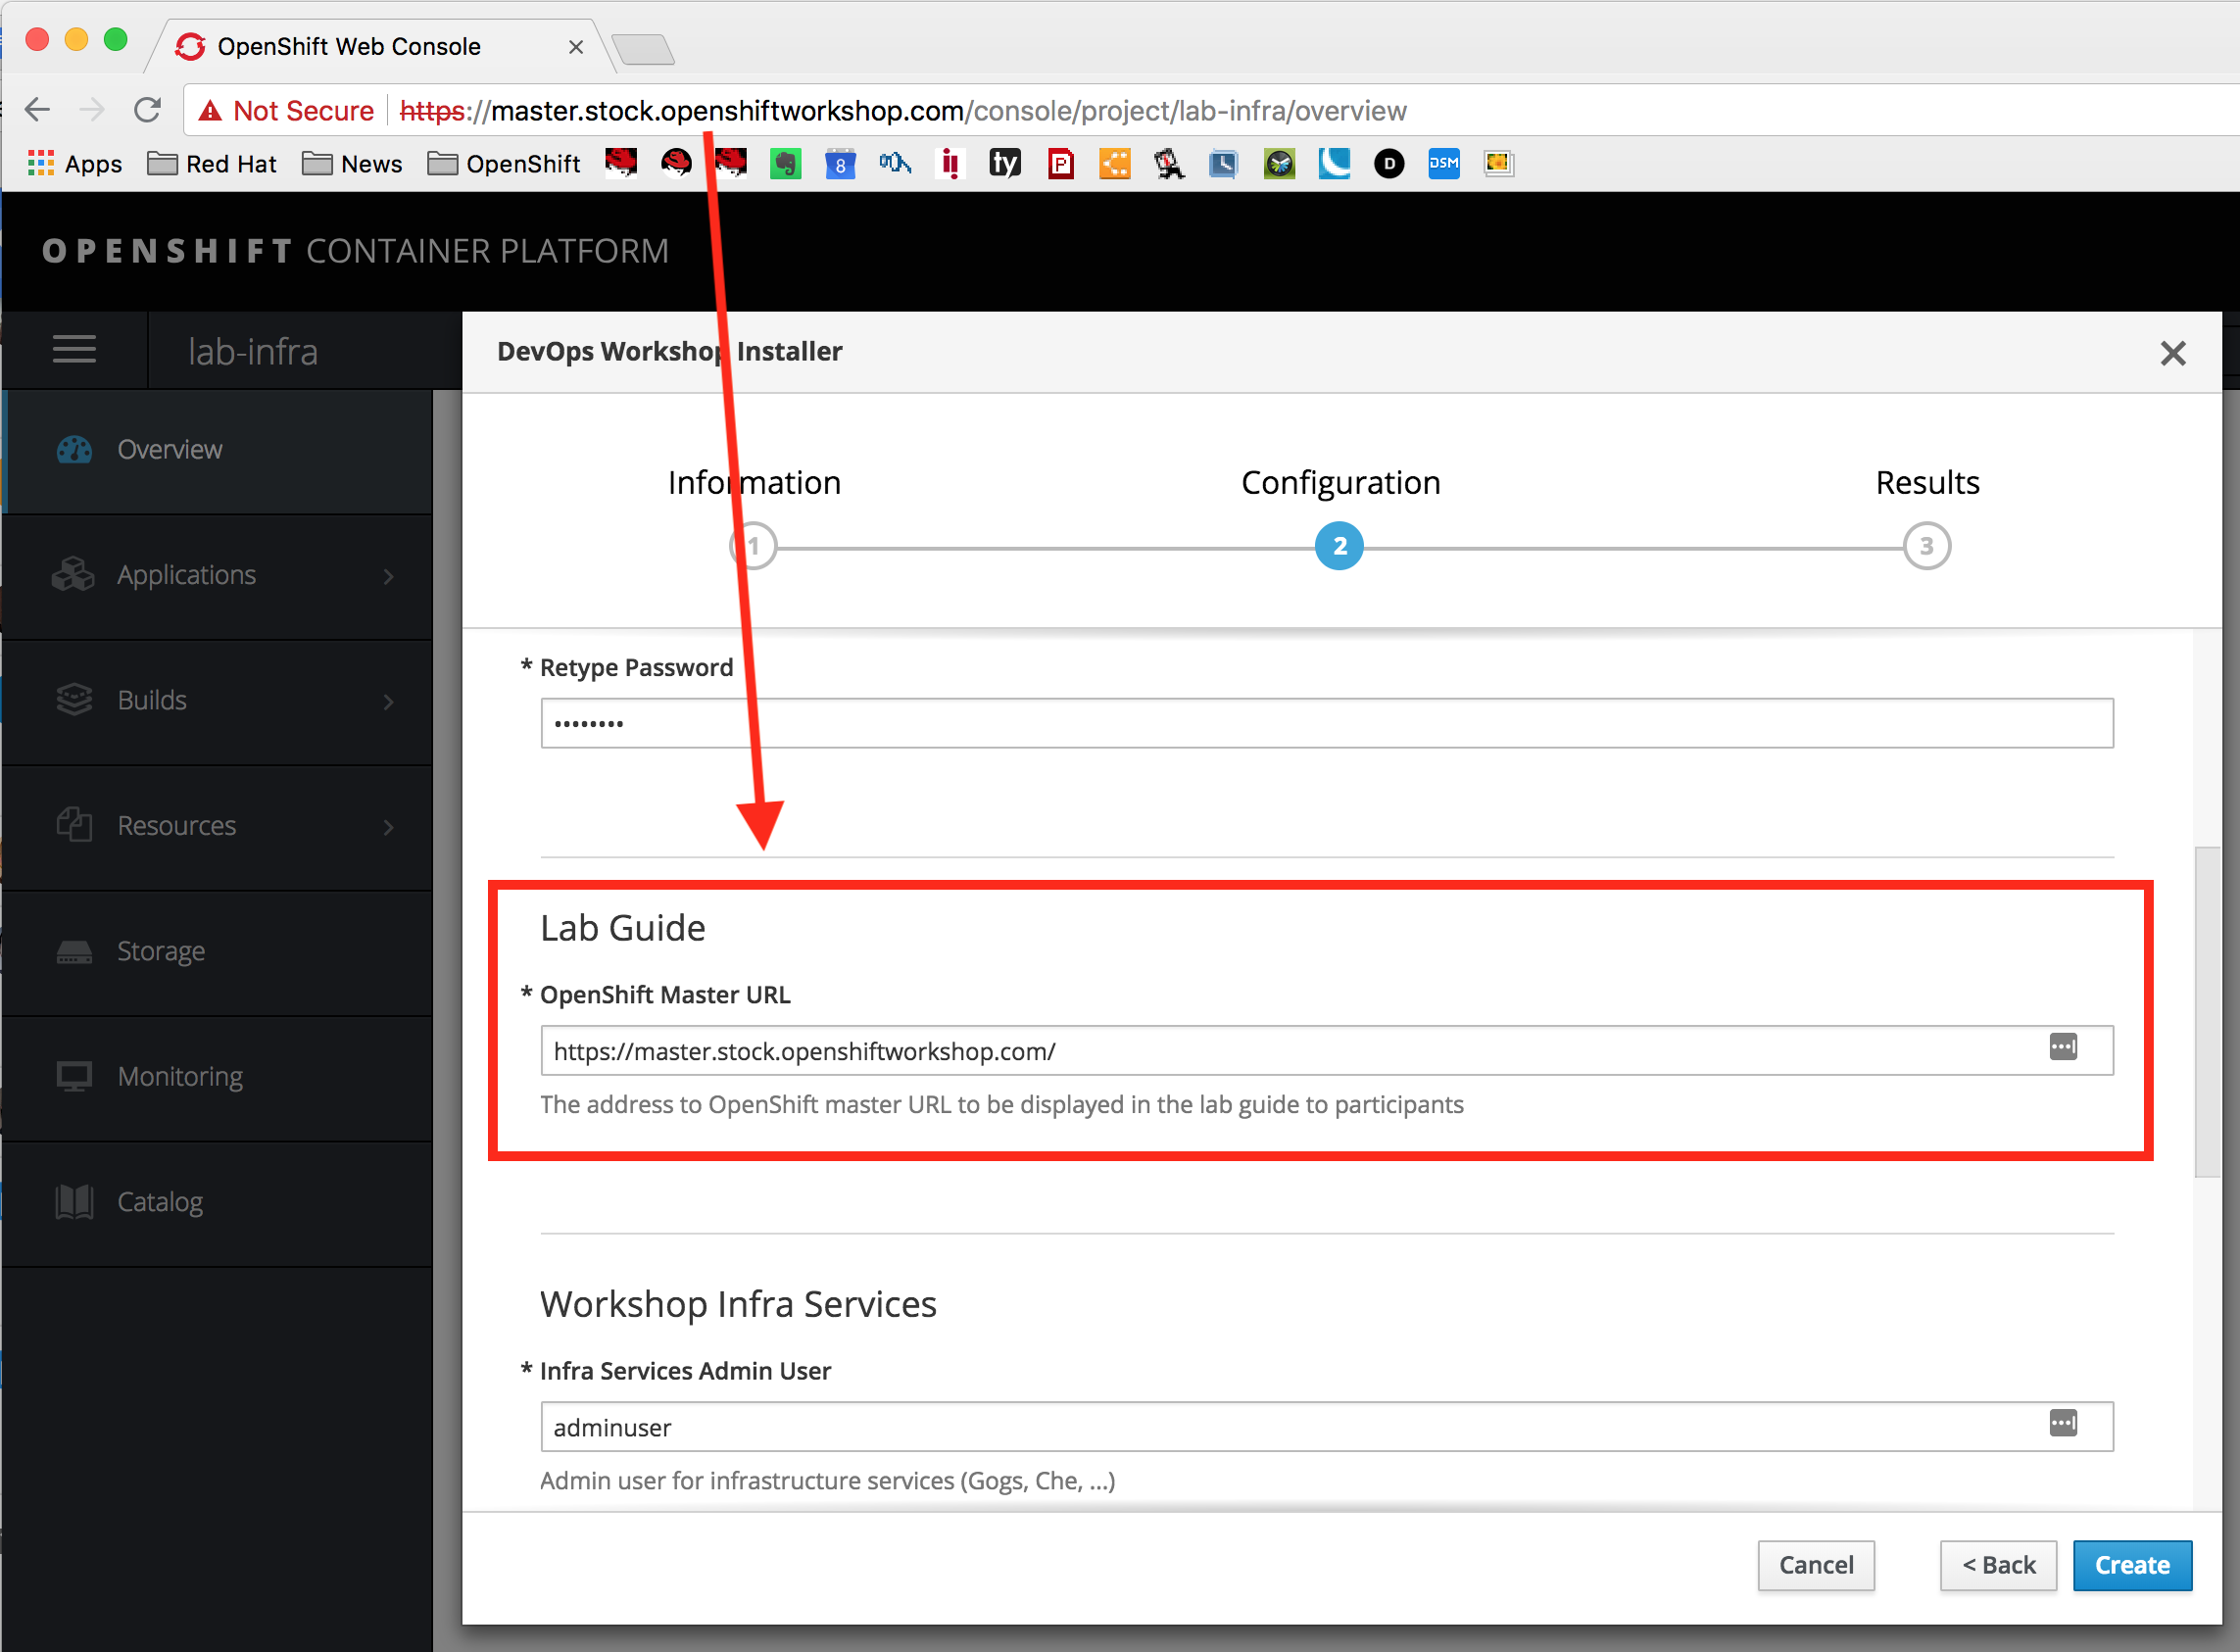 OpenShift Web Console
Not Secure https://master.stock.openshiftworkshop.com/console/project/lab-infra/overview
Apps Red Hat News OpenShift 8 ty P D DSM
OPENSHIFT CONTAINER PLATFORM
lab-infra
DevOps Workshop Installer
Overview
Applications
Builds
Resources
Storage
Monitoring
Catalog
Information Configuration Results
1 2 3
* Retype Password
••••••••
Lab Guide
* OpenShift Master URL
https://master.stock.openshiftworkshop.com/
The address to OpenShift master URL to be displayed in the lab guide to participants
Workshop Infra Services
* Infra Services Admin User
adminuser
Admin user for infrastructure services (Gogs, Che, ...)
Cancel < Back Create